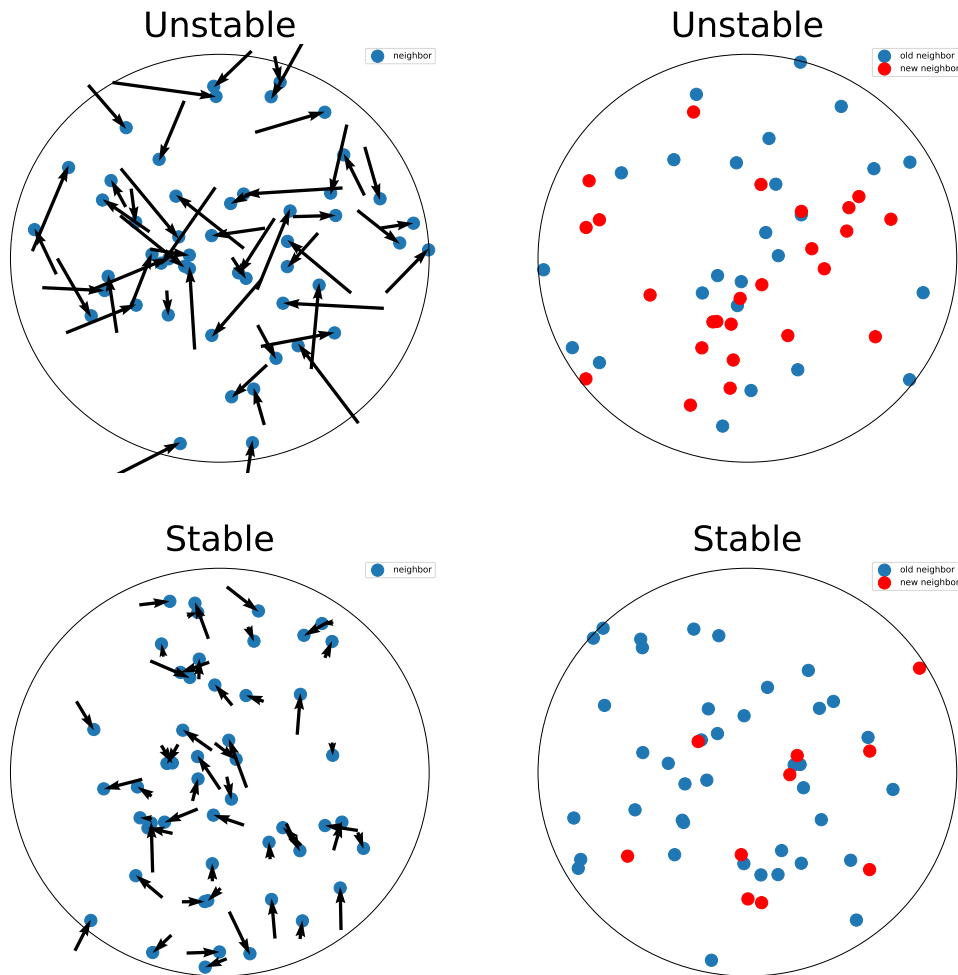 Unstable
neighbor
Unstable
old neighbor
new neighbor
Stable
neighbor
Stable
old neighbor
new neighbor